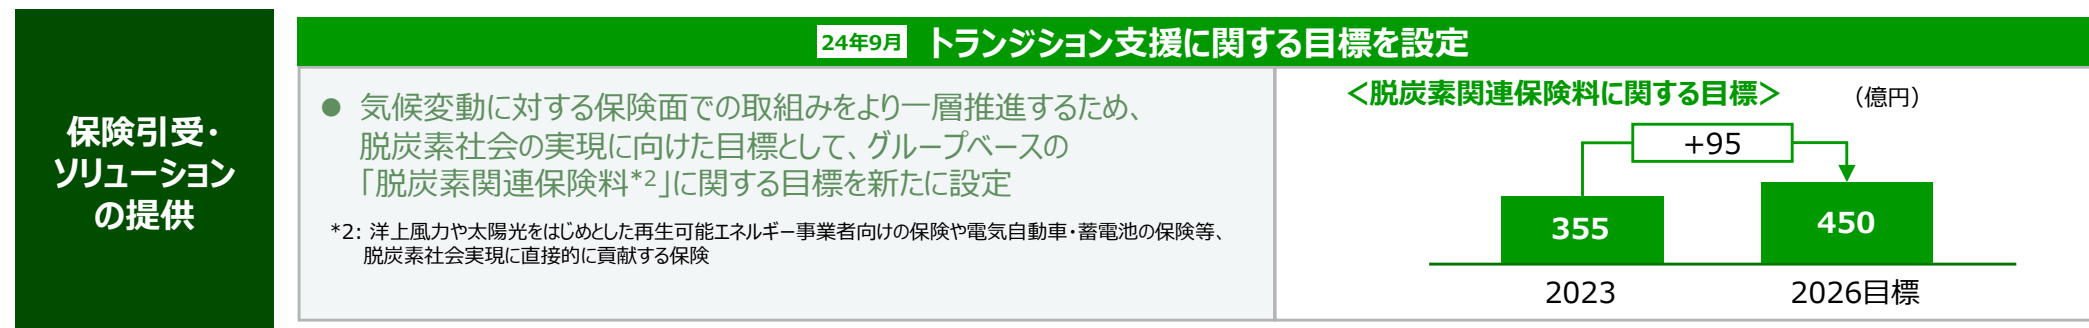 保険引受・
ソリューション
の提供
24年9月 トランジション支援に関する目標を設定
● 気候変動に対する保険面での取組みをより一層推進するため、
脱炭素社会の実現に向けた目標として、グループベースの
「脱炭素関連保険料*2」に関する目標を新たに設定
*2: 洋上風力や太陽光をはじめとした再生可能エネルギー事業者向けの保険や電気自動車・蓄電池の保険等、
脱炭素社会実現に直接的に貢献する保険
<脱炭素関連保険料に関する目標> （億円）
+95
355 450
2023 2026目標